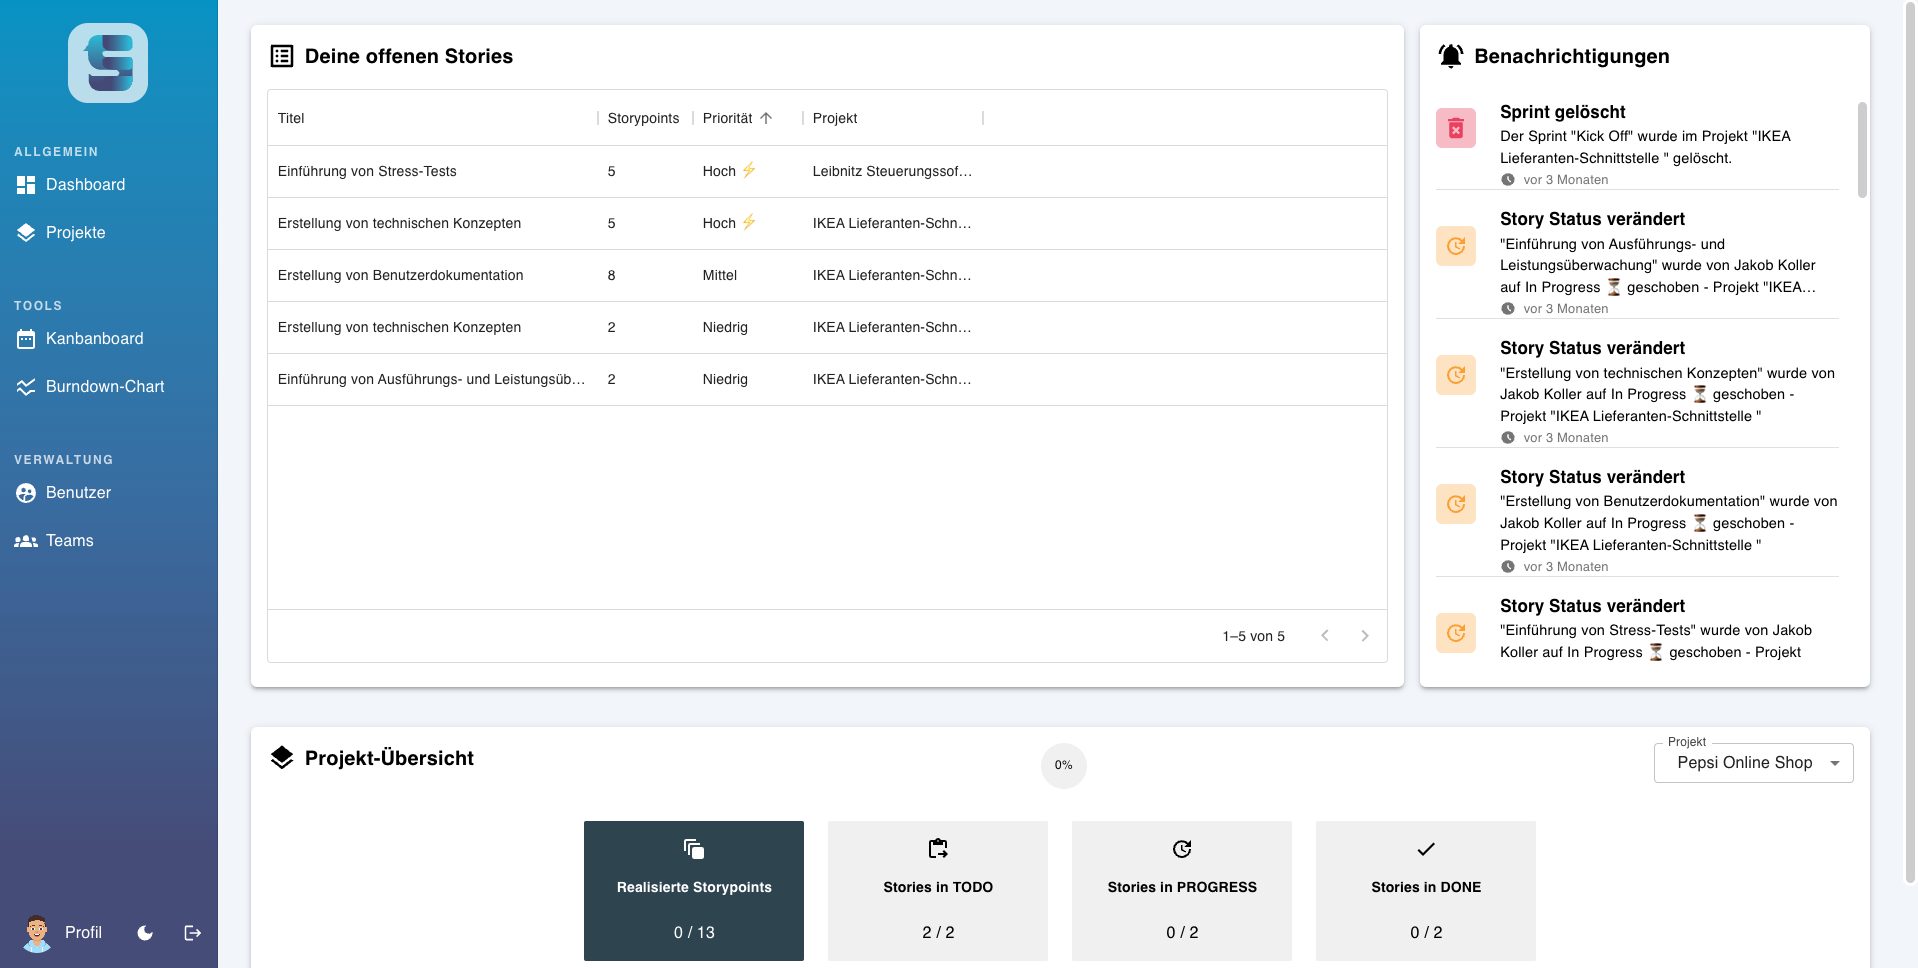 ALLGEMEIN
Dashboard
Projekte
TOOLS
Kanbanboard
Burndown-Chart
VERWALTUNG
Benutzer
Teams
Profil
Deine offenen Stories
Titel Storypoints Priorität Projekt
Einführung von Stress-Tests 5 Hoch ⚡ Leibnitz Steuerungssof…
Erstellung von technischen Konzepten 5 Hoch ⚡ IKEA Lieferanten-Schn…
Erstellung von Benutzerdokumentation 8 Mittel IKEA Lieferanten-Schn…
Erstellung von technischen Konzepten 2 Niedrig IKEA Lieferanten-Schn…
Einführung von Ausführungs- und Leistungsüb… 2 Niedrig IKEA Lieferanten-Schn…
1–5 von 5
Benachrichtigungen
Sprint gelöscht
Der Sprint "Kick Off" wurde im Projekt "IKEA
Lieferanten-Schnittstelle " gelöscht.
vor 3 Monaten
Story Status verändert
"Einführung von Ausführungs- und
Leistungsüberwachung" wurde von Jakob Koller
auf In Progress ⏳ geschoben - Projekt "IKEA…
vor 3 Monaten
Story Status verändert
"Erstellung von technischen Konzepten" wurde von
Jakob Koller auf In Progress ⏳ geschoben -
Projekt "IKEA Lieferanten-Schnittstelle "
vor 3 Monaten
Story Status verändert
"Erstellung von Benutzerdokumentation" wurde von
Jakob Koller auf In Progress ⏳ geschoben -
Projekt "IKEA Lieferanten-Schnittstelle "
vor 3 Monaten
Story Status verändert
"Einführung von Stress-Tests" wurde von Jakob
Koller auf In Progress ⏳ geschoben - Projekt
Projekt-Übersicht
0%
Projekt
Pepsi Online Shop
Realisierte Storypoints
0 / 13
Stories in TODO
2 / 2
Stories in PROGRESS
0 / 2
Stories in DONE
0 / 2